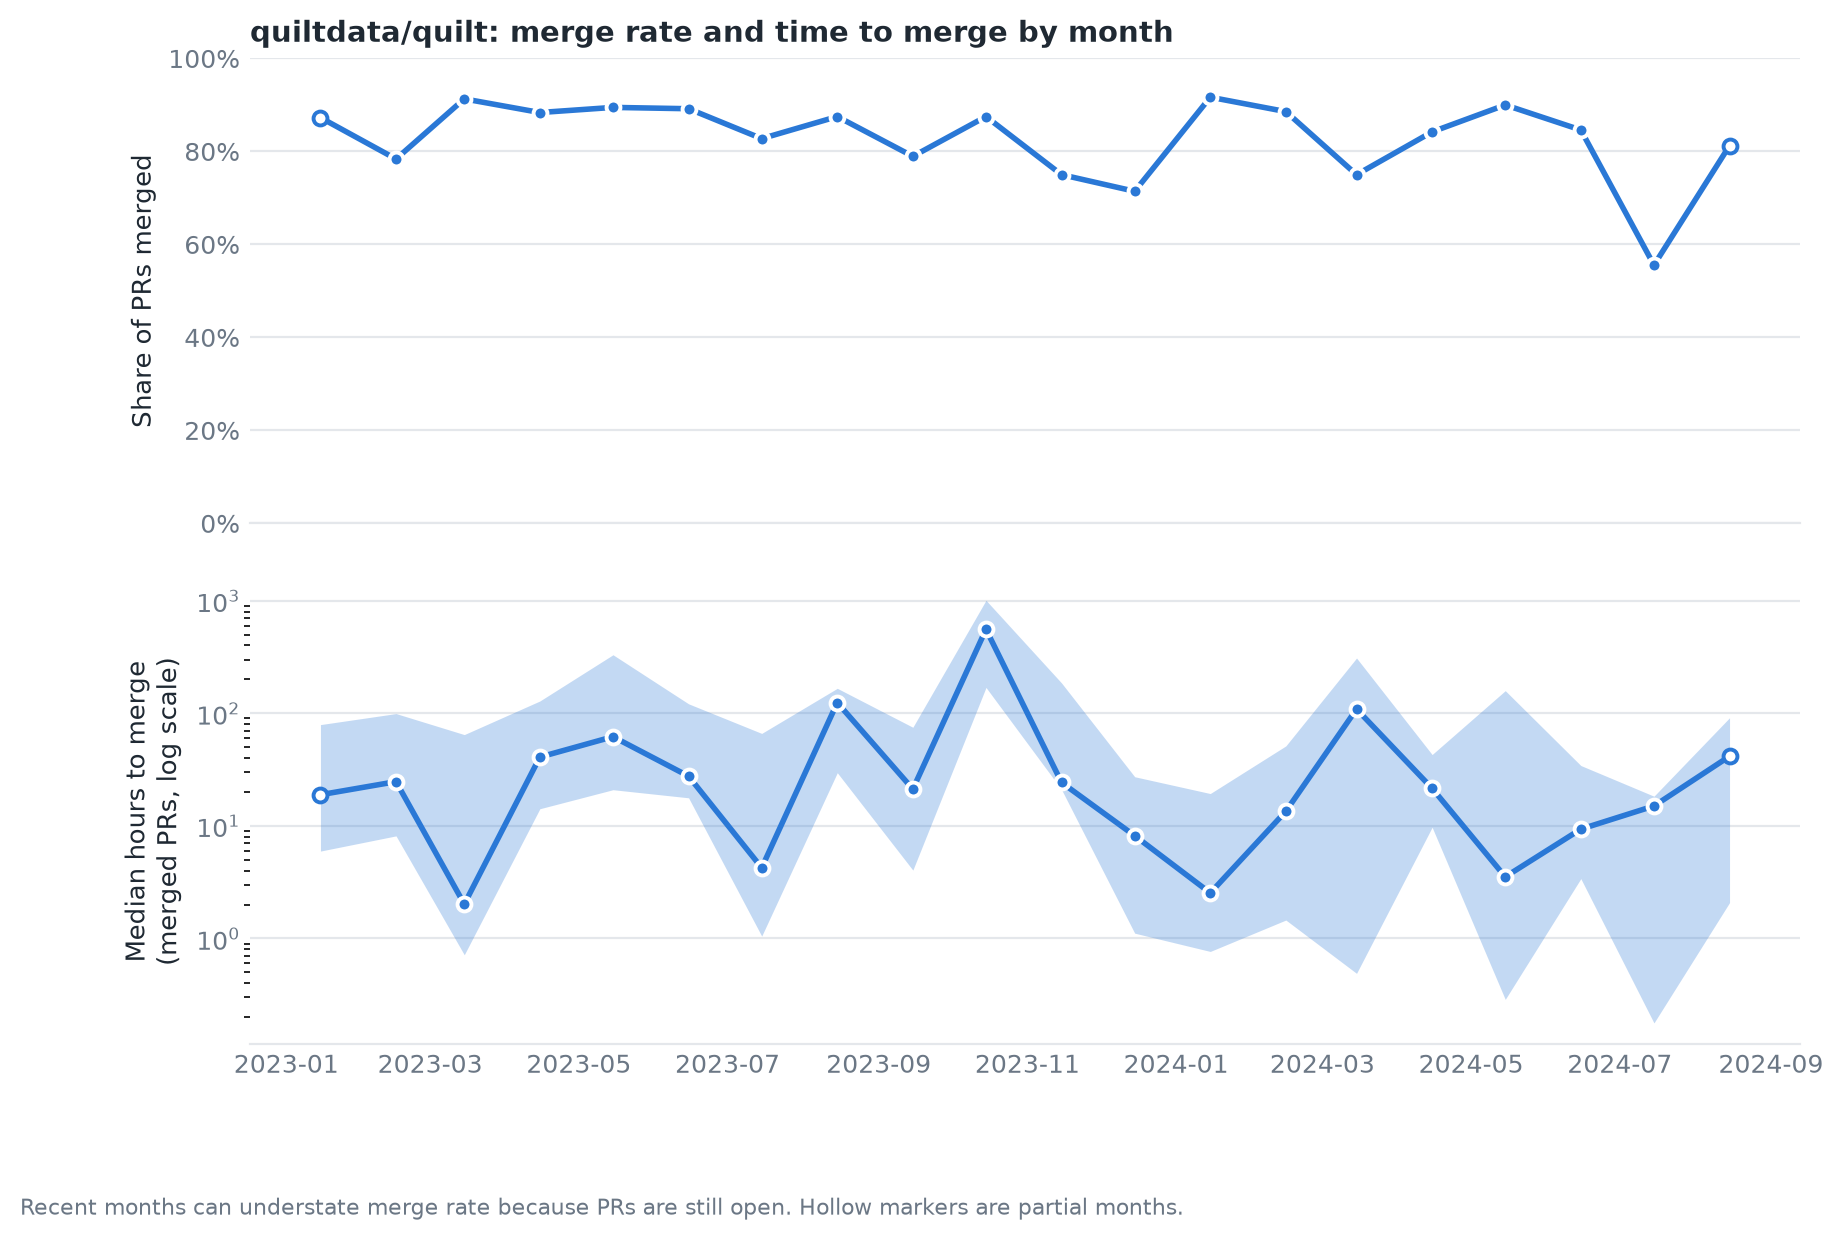 quiltdata/quilt: merge rate and time to merge by month
100%
80%
60%
40%
20%
0%
Share of PRs merged
10³
10²
10¹
10⁰
Median hours to merge
(merged PRs, log scale)
2023-01 2023-03 2023-05 2023-07 2023-09 2023-11 2024-01 2024-03 2024-05 2024-07 2024-09
Recent months can understate merge rate because PRs are still open. Hollow markers are partial months.